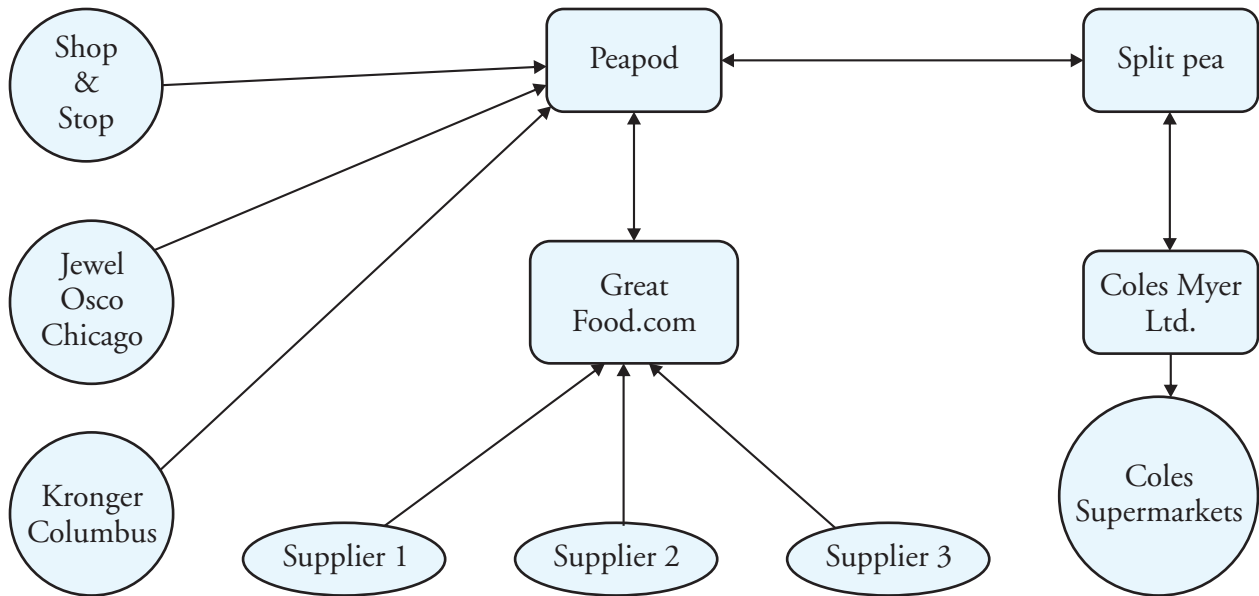 Shop
&
Stop
Peapod
Split pea
Jewel
Osco
Chicago
Great
Food.com
Coles Myer
Ltd.
Kronger
Columbus
Supplier 1
Supplier 2
Supplier 3
Coles
Supermarkets